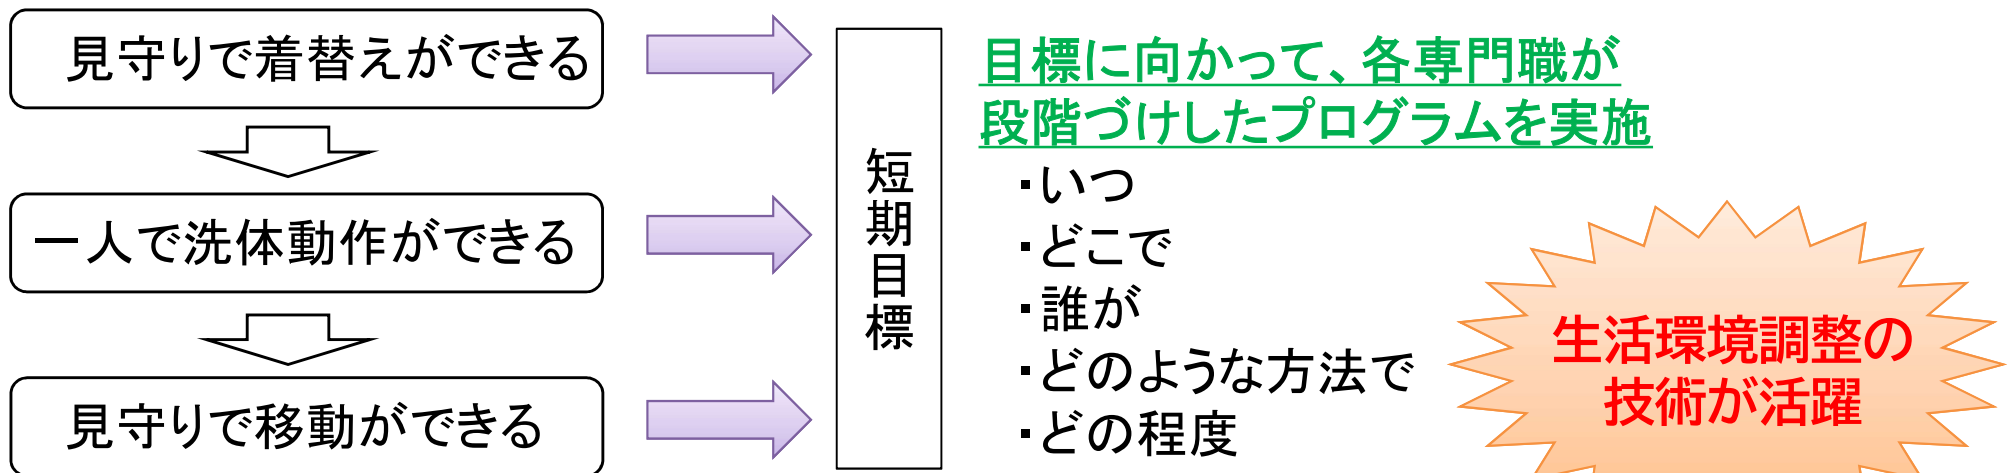 見守りで着替えができる
一人で洗体動作ができる
見守りで移動ができる
短期目標
目標に向かって、各専門職が
段階づけしたプログラムを実施
・いつ
・どこで
・誰が
・どのような方法で
・どの程度
生活環境調整の
技術が活躍